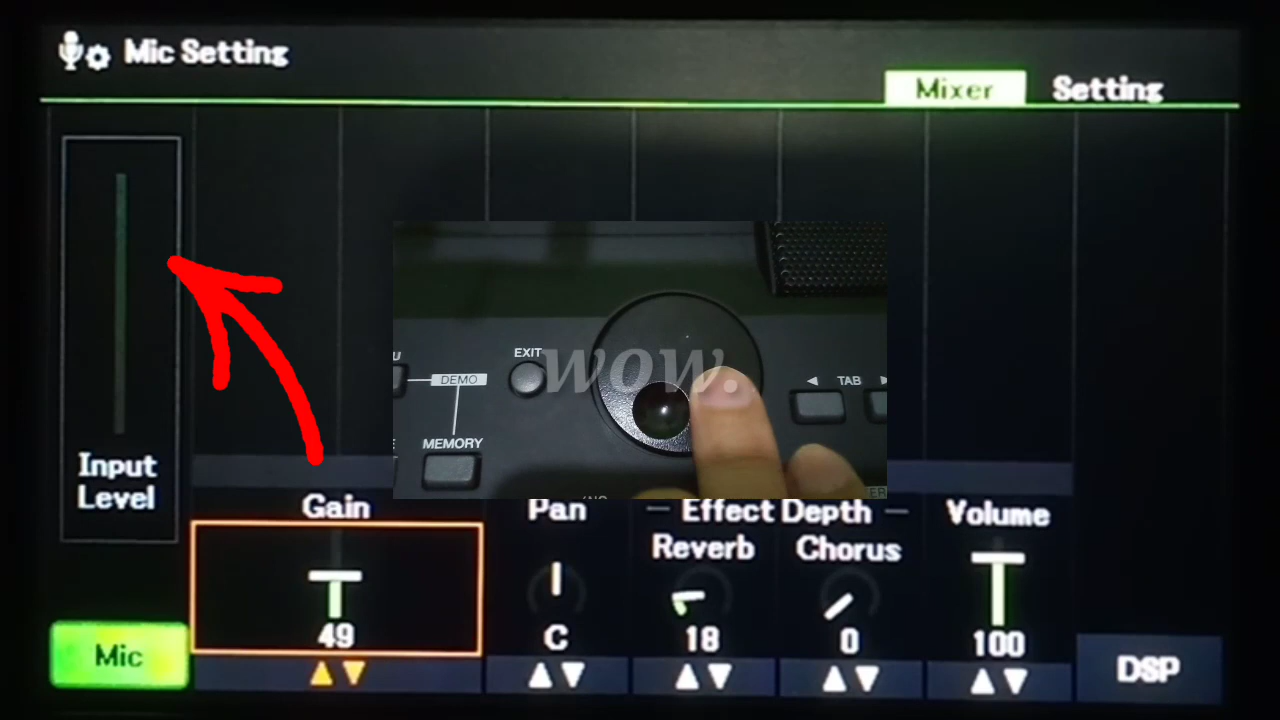 Mic Setting
Mixer
Setting
EXIT
wow.
DEMO
TAB
MEMORY
Input
Level
Gain
Pan
Effect Depth
Volume
Reverb
Chorus
49
C
18
0
100
Mic
DSP